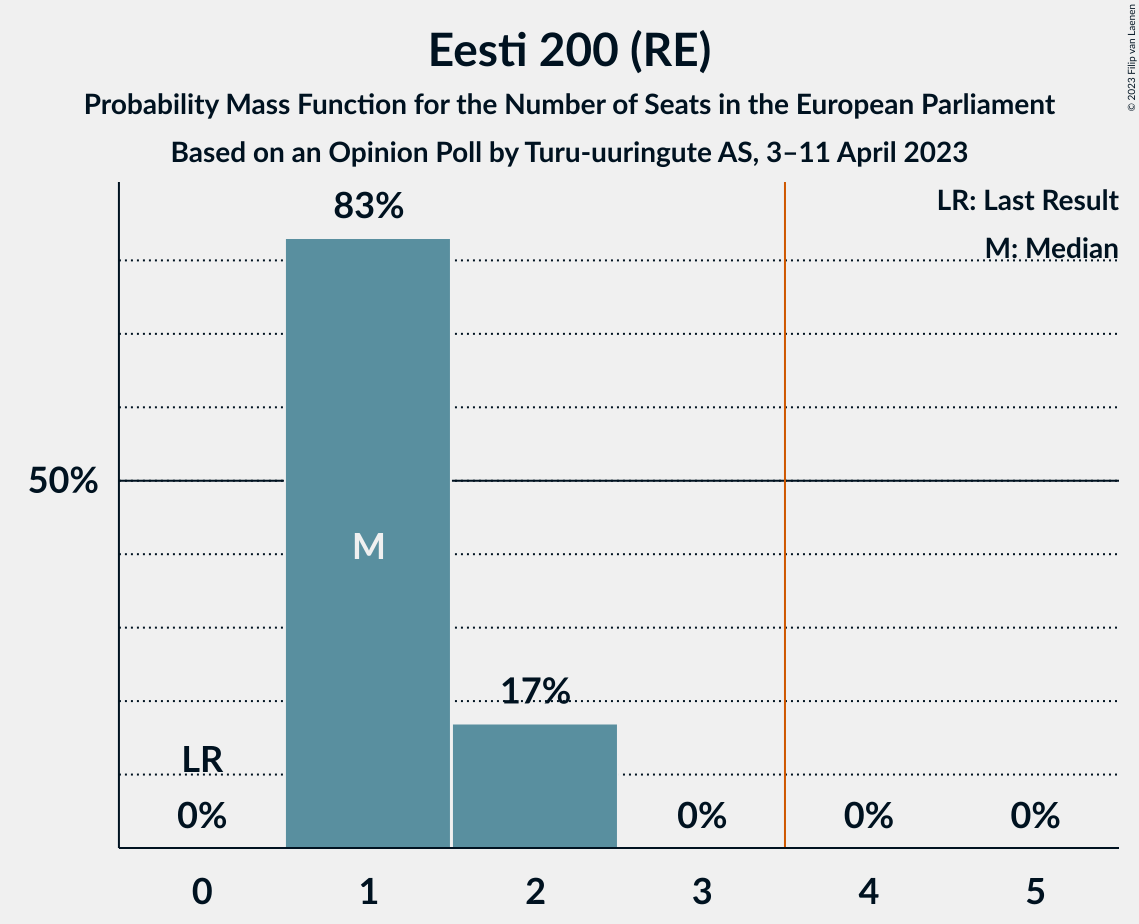 Eesti 200 (RE)
Probability Mass Function for the Number of Seats in the European Parliament
Based on an Opinion Poll by Turu-uuringute AS, 3–11 April 2023
© 2023 Filip van Laenen
LR: Last Result
M: Median
83%
50%
M
17%
LR
0%
0%
0%
0%
0
1
2
3
4
5